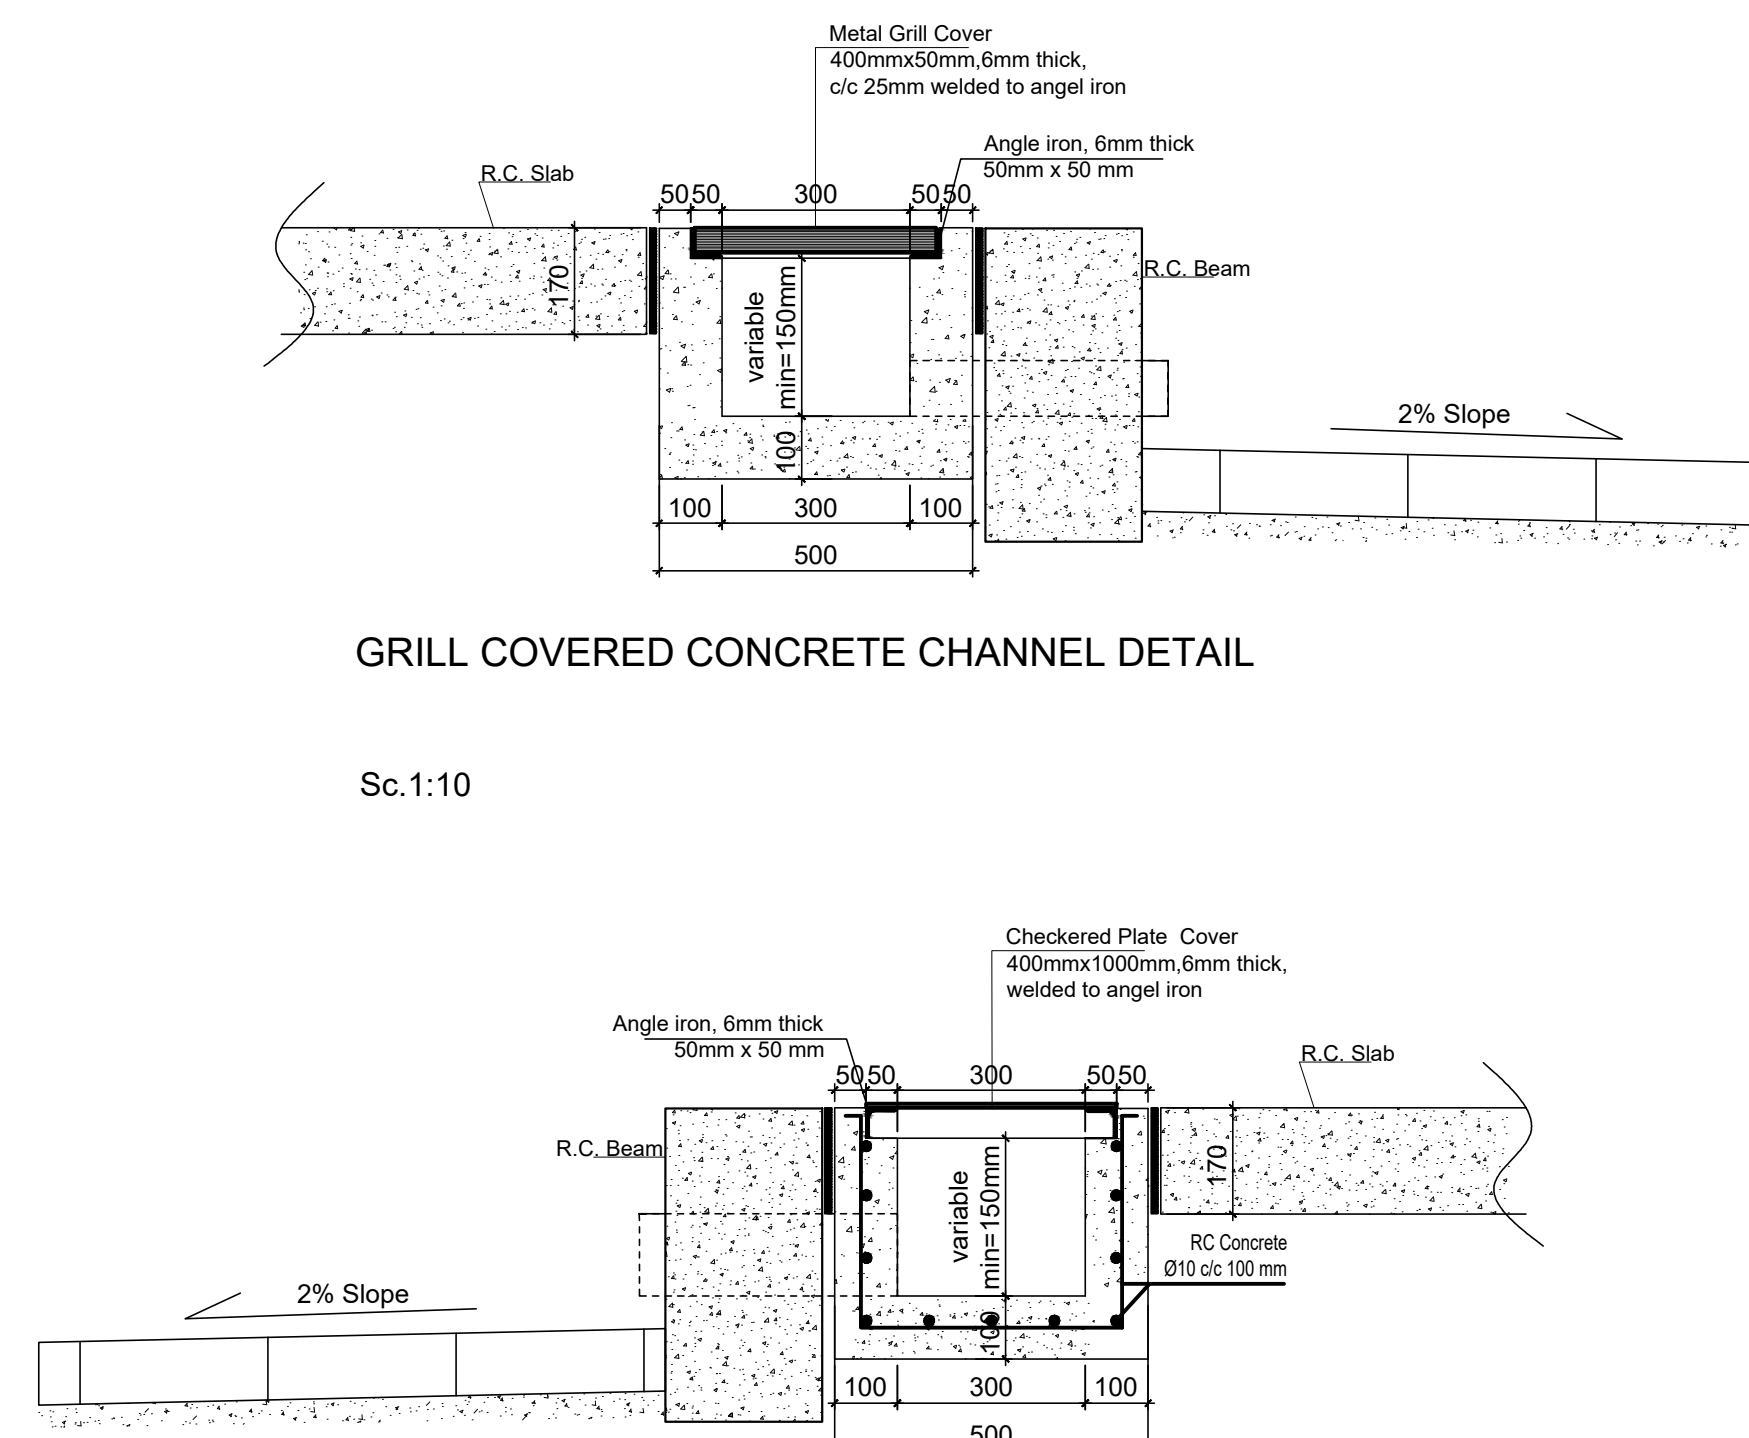 Metal Grill Cover
400mmx50mm,6mm thick,
c/c 25mm welded to angel iron
Angle iron, 6mm thick
50mm x 50 mm
R.C. Slab
50 50 300 50 50
170
R.C. Beam
variable
min=150mm
2% Slope
100
100 300 100
500
GRILL COVERED CONCRETE CHANNEL DETAIL
Sc.1:10
Checkered Plate Cover
400mmx1000mm,6mm thick,
welded to angel iron
Angle iron, 6mm thick
50mm x 50 mm
R.C. Slab
50 50 300 50 50
R.C. Beam
170
variable
min=150mm
RC Concrete
Ø10 c/c 100 mm
2% Slope
100
100 300 100
500